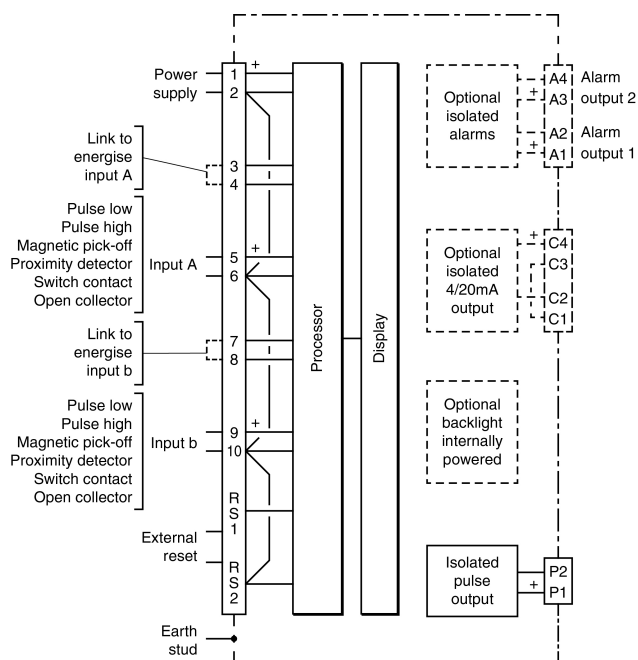 Power
supply
+
1
2
Link to
energise
input A
3
4
Pulse low
Pulse high
Magnetic pick-off
Proximity detector
Switch contact
Open collector
Input A
+
5
6
Link to
energise
input b
7
8
Pulse low
Pulse high
Magnetic pick-off
Proximity detector
Switch contact
Open collector
Input b
+
9
10
External
reset
RS1
RS2
Earth
stud
Processor
Display
Optional
isolated
alarms
+
+
A4
A3
A2
A1
Alarm
output 2
Alarm
output 1
Optional
isolated
4/20mA
output
+
C4
C3
C2
C1
Optional
backlight
internally
powered
Isolated
pulse
output
+
P2
P1